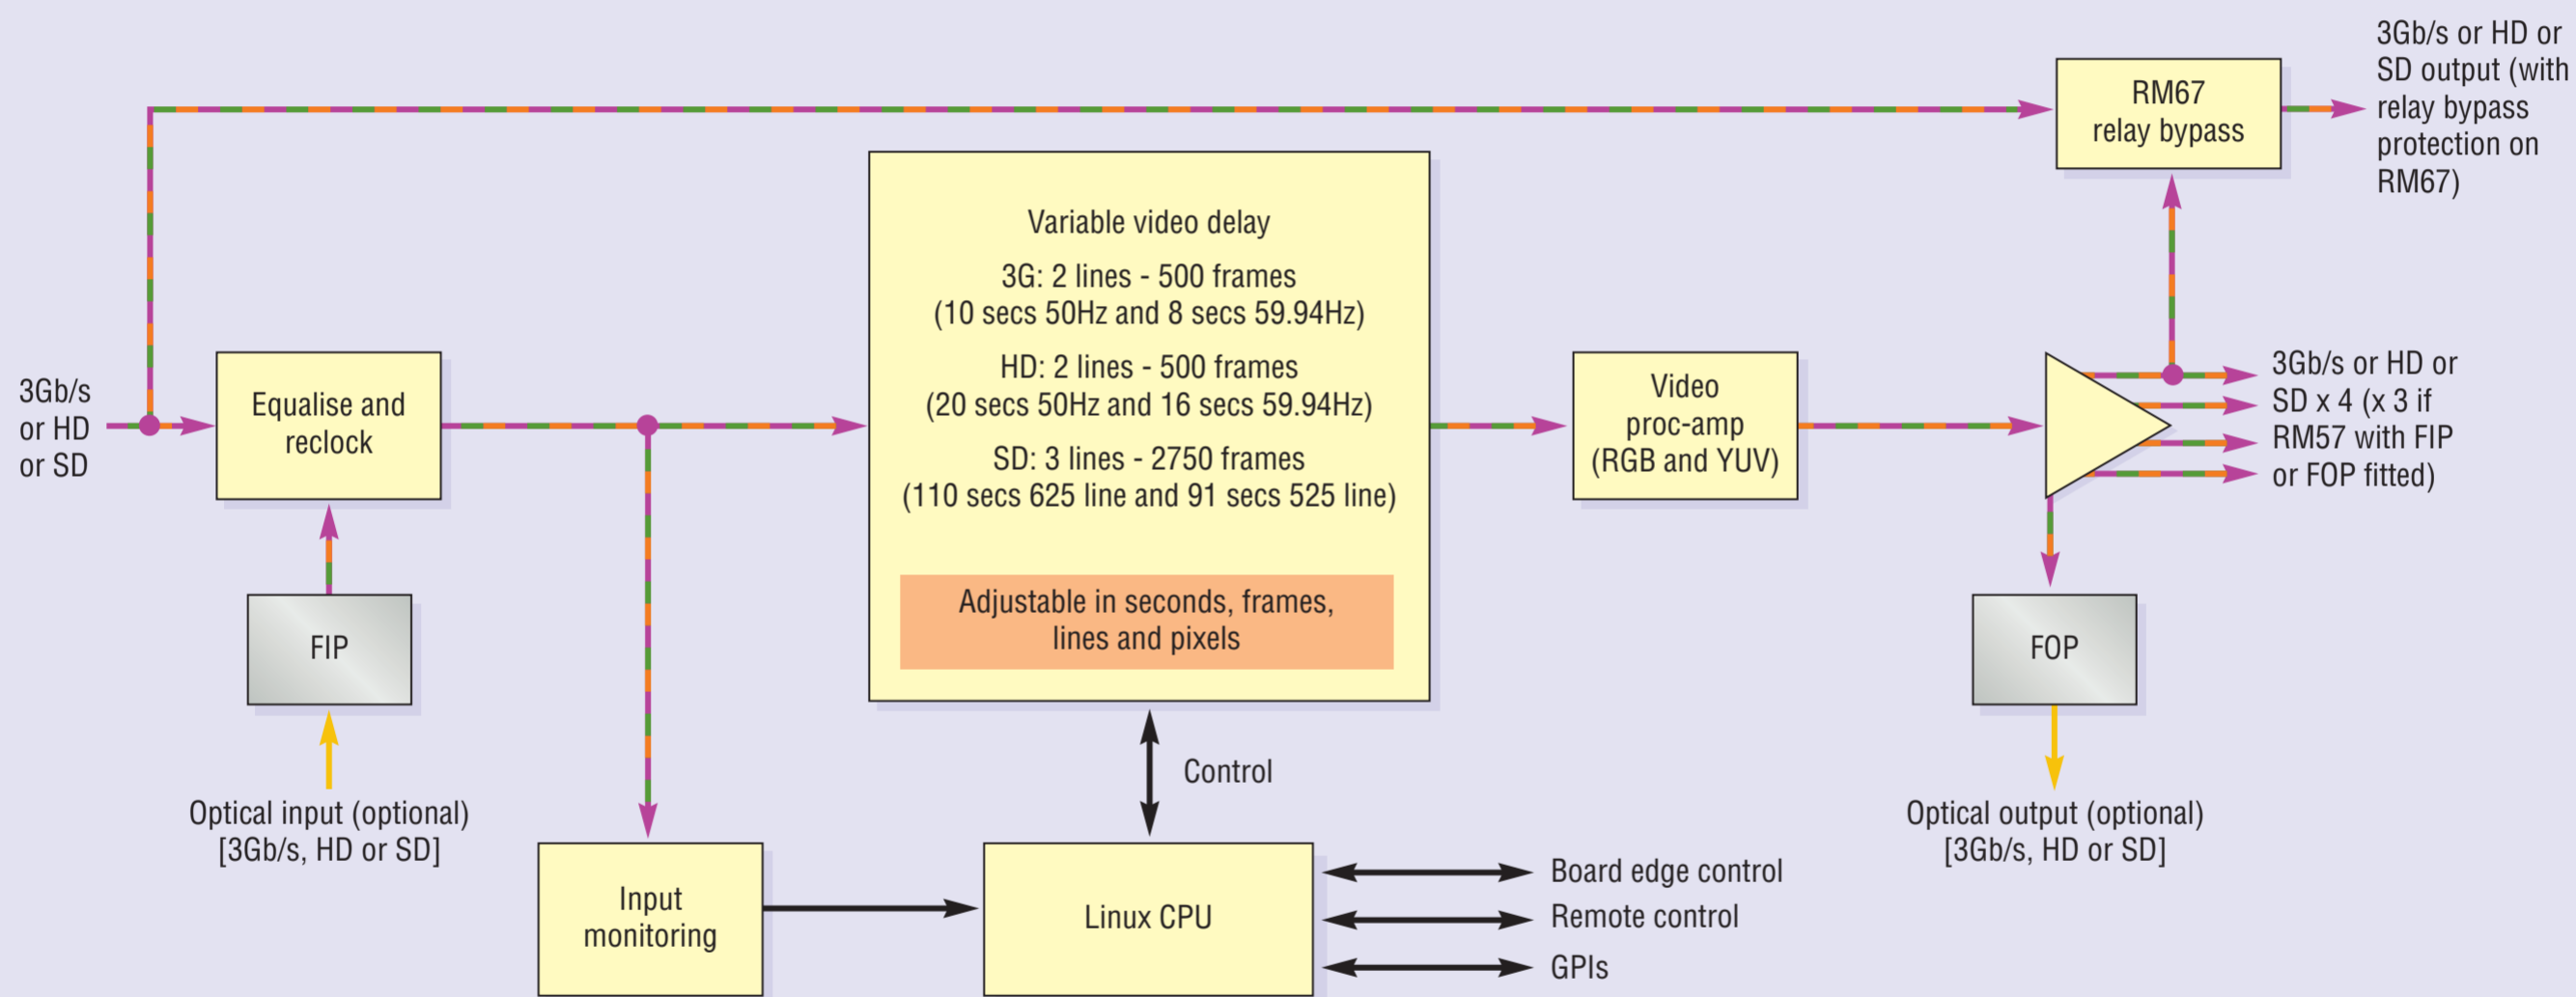 3Gb/s or HD or
SD output (with
relay bypass
protection on
RM67)
RM67
relay bypass
Variable video delay
3G: 2 lines - 500 frames
(10 secs 50Hz and 8 secs 59.94Hz)
HD: 2 lines - 500 frames
(20 secs 50Hz and 16 secs 59.94Hz)
SD: 3 lines - 2750 frames
(110 secs 625 line and 91 secs 525 line)
Adjustable in seconds, frames,
lines and pixels
3Gb/s
or HD
or SD
Equalise and
reclock
Video
proc-amp
(RGB and YUV)
3Gb/s or HD or
SD x 4 (x 3 if
RM57 with FIP
or FOP fitted)
FIP
FOP
Control
Optical input (optional)
[3Gb/s, HD or SD]
Optical output (optional)
[3Gb/s, HD or SD]
Input
monitoring
Linux CPU
Board edge control
Remote control
GPIs